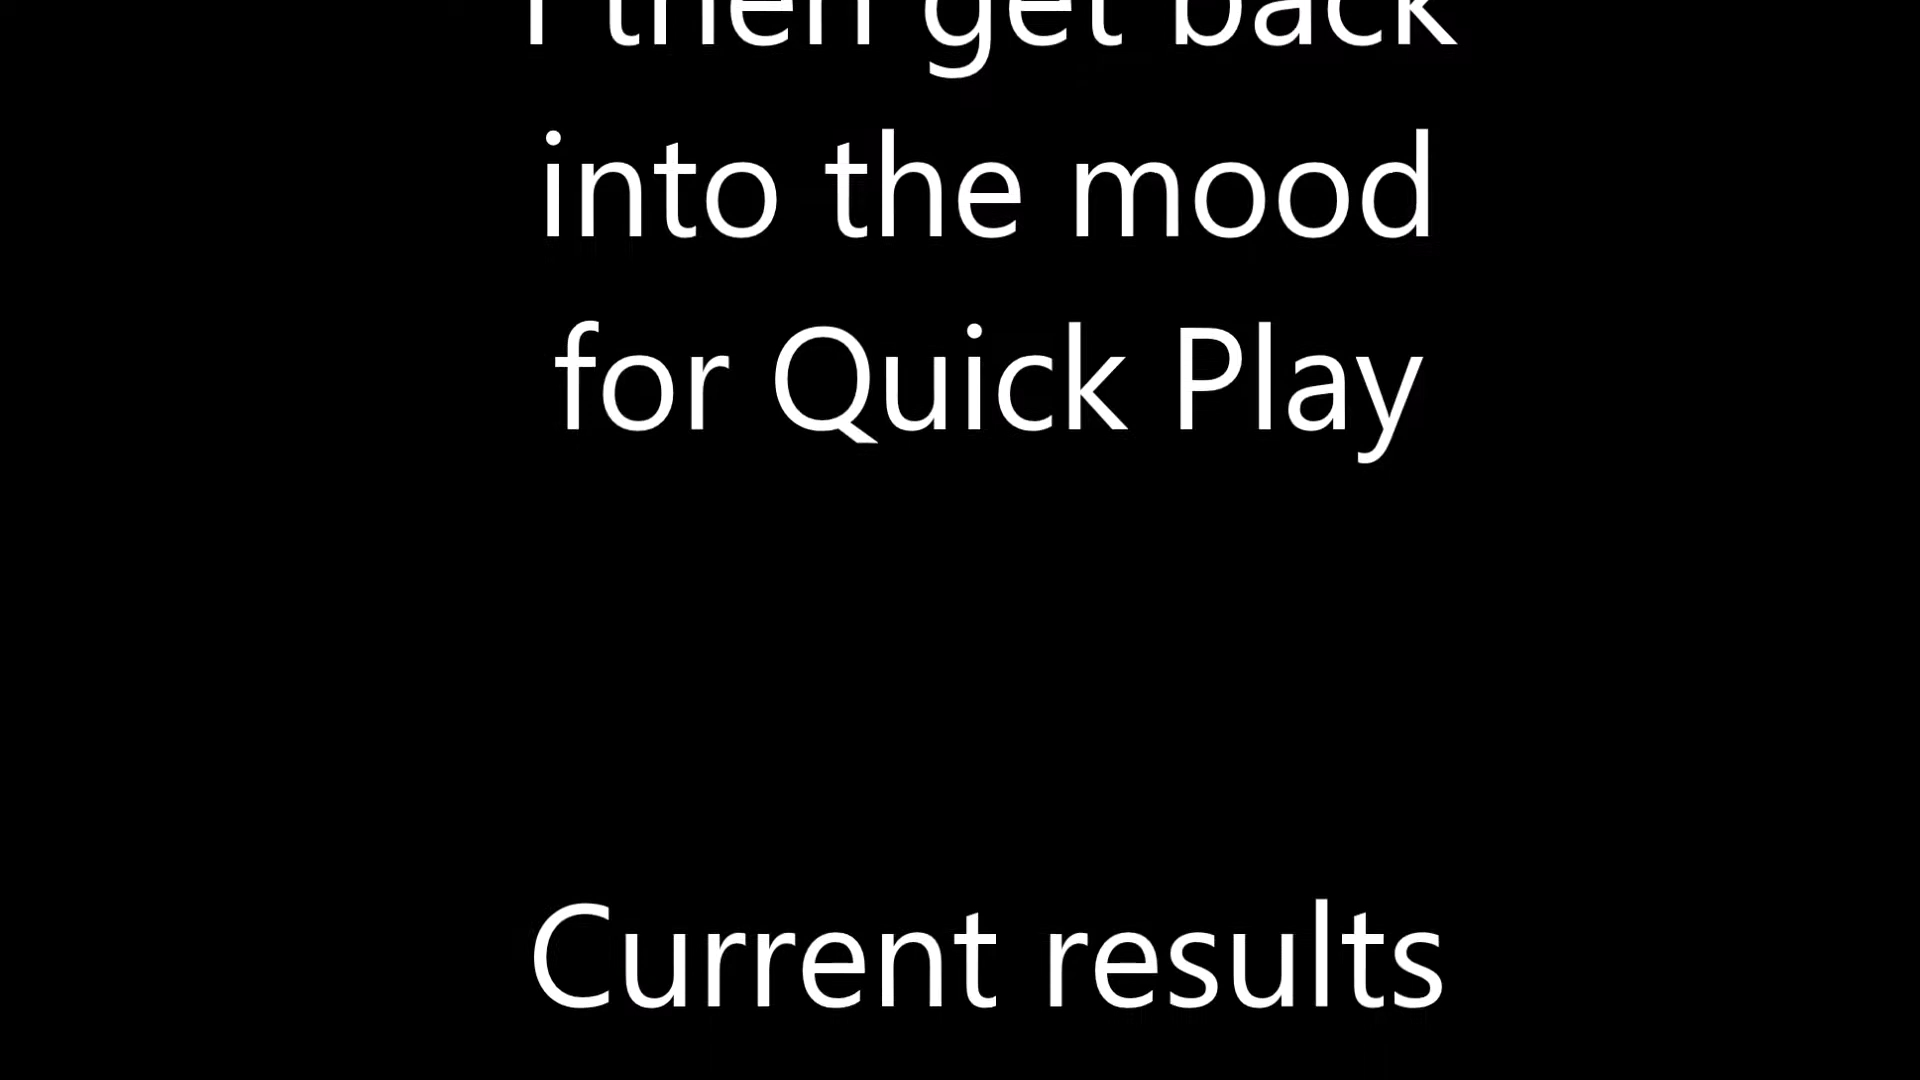 I then get back
into the mood
for Quick Play
Current results